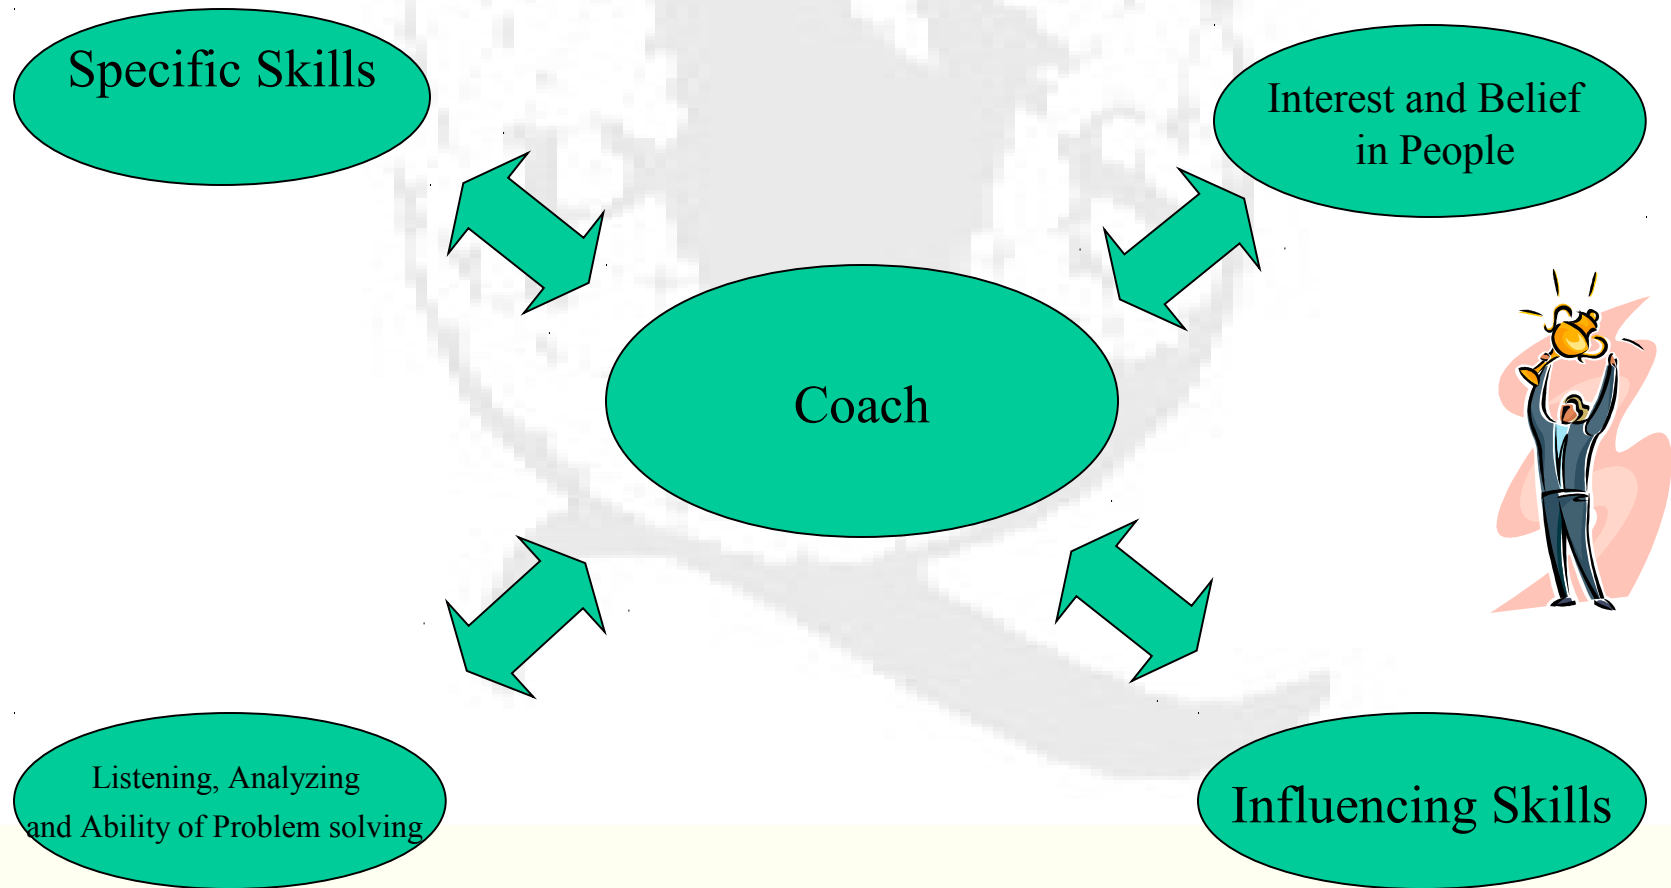 Specific Skills
Interest and Belief
in People
Coach
Listening, Analyzing
and Ability of Problem solving
Influencing Skills